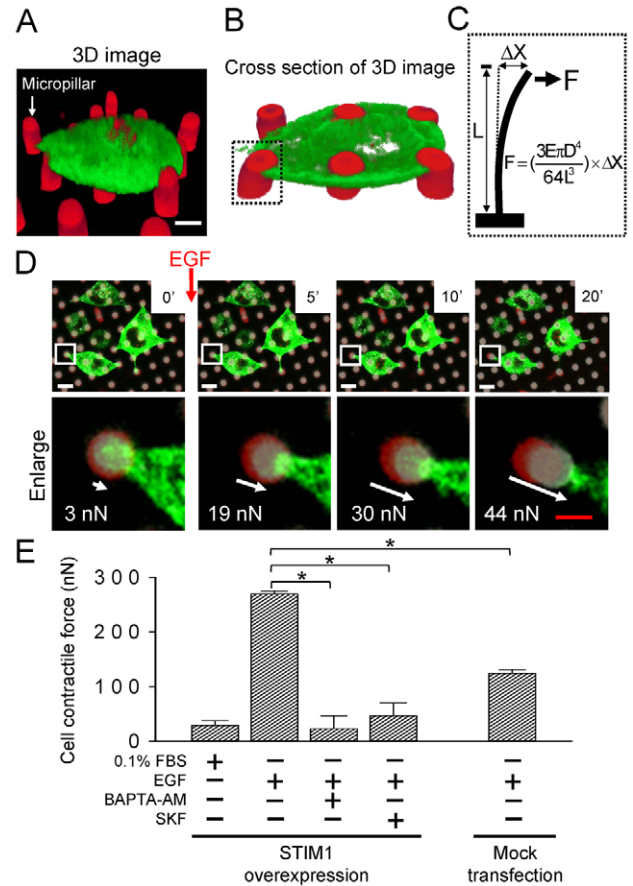 A
3D image
Micropillar
B
Cross section of 3D image
C
ΔX
F
L
F=(3EπD⁴/64L³)×ΔX
D
EGF
0'
5'
10'
20'
Enlarge
3 nN
19 nN
30 nN
44 nN
E
Cell contractile force (nN)
300
200
100
0
*
*
*
0.1% FBS + − − − −
EGF − + + + +
BAPTA-AM − − + − −
SKF − − − + −
STIM1 overexpression
Mock transfection